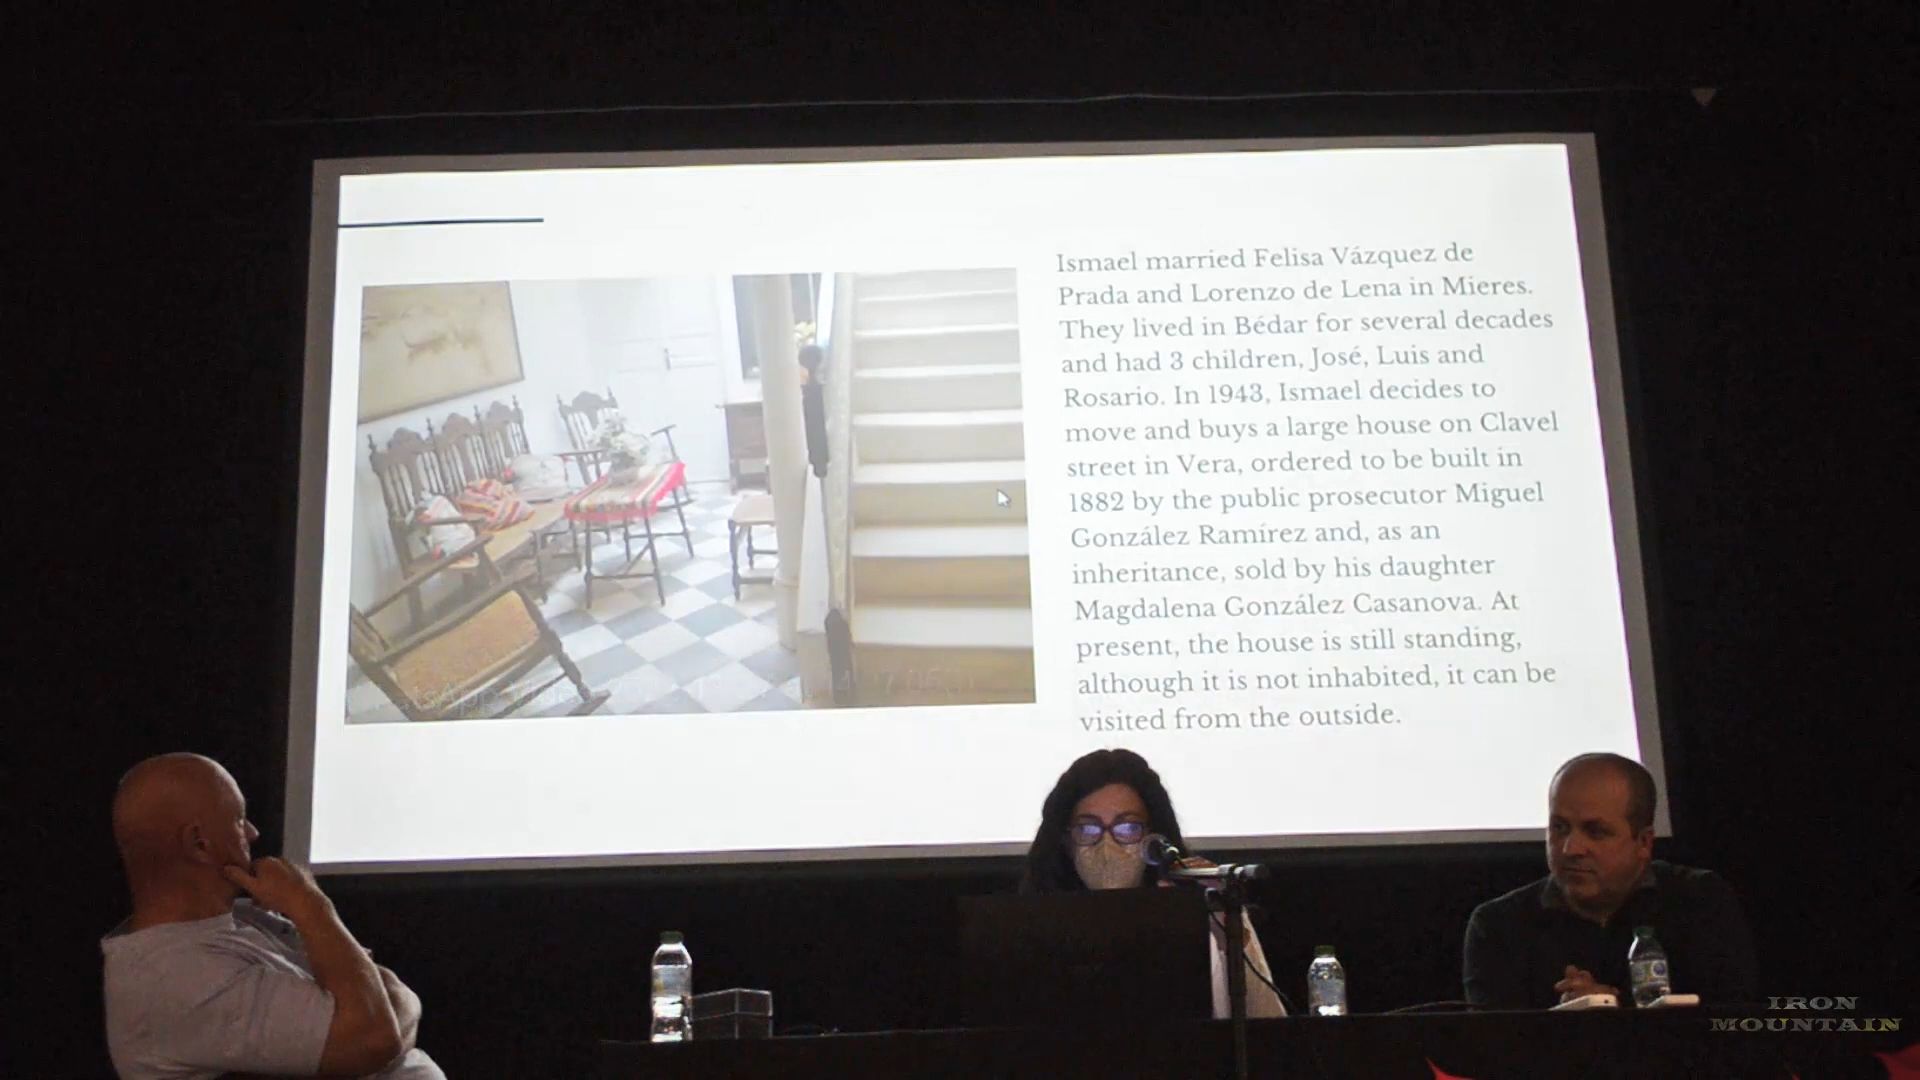 Ismael married Felisa Vázquez de
Prada and Lorenzo de Lena in Mieres.
They lived in Bédar for several decades
and had 3 children, José, Luis and
Rosario. In 1943, Ismael decides to
move and buys a large house on Clavel
street in Vera, ordered to be built in
1882 by the public prosecutor Miguel
González Ramírez and, as an
inheritance, sold by his daughter
Magdalena González Casanova. At
present, the house is still standing,
although it is not inhabited, it can be
visited from the outside.
IRON
MOUNTAIN